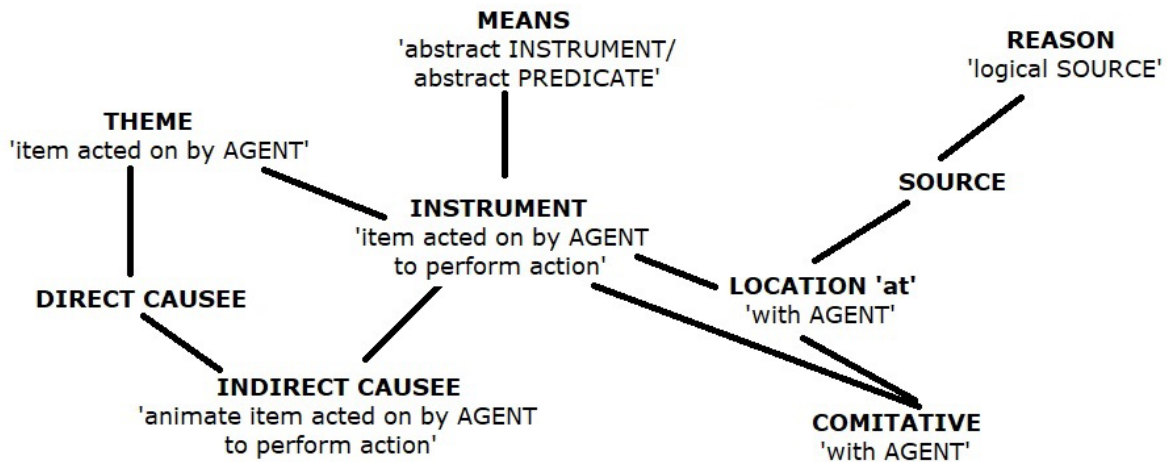 MEANS
'abstract INSTRUMENT/
abstract PREDICATE'
REASON
'logical SOURCE'
THEME
'item acted on by AGENT'
SOURCE
INSTRUMENT
'item acted on by AGENT
to perform action'
LOCATION 'at'
'with AGENT'
DIRECT CAUSEE
INDIRECT CAUSEE
'animate item acted on by AGENT
to perform action'
COMITATIVE
'with AGENT'